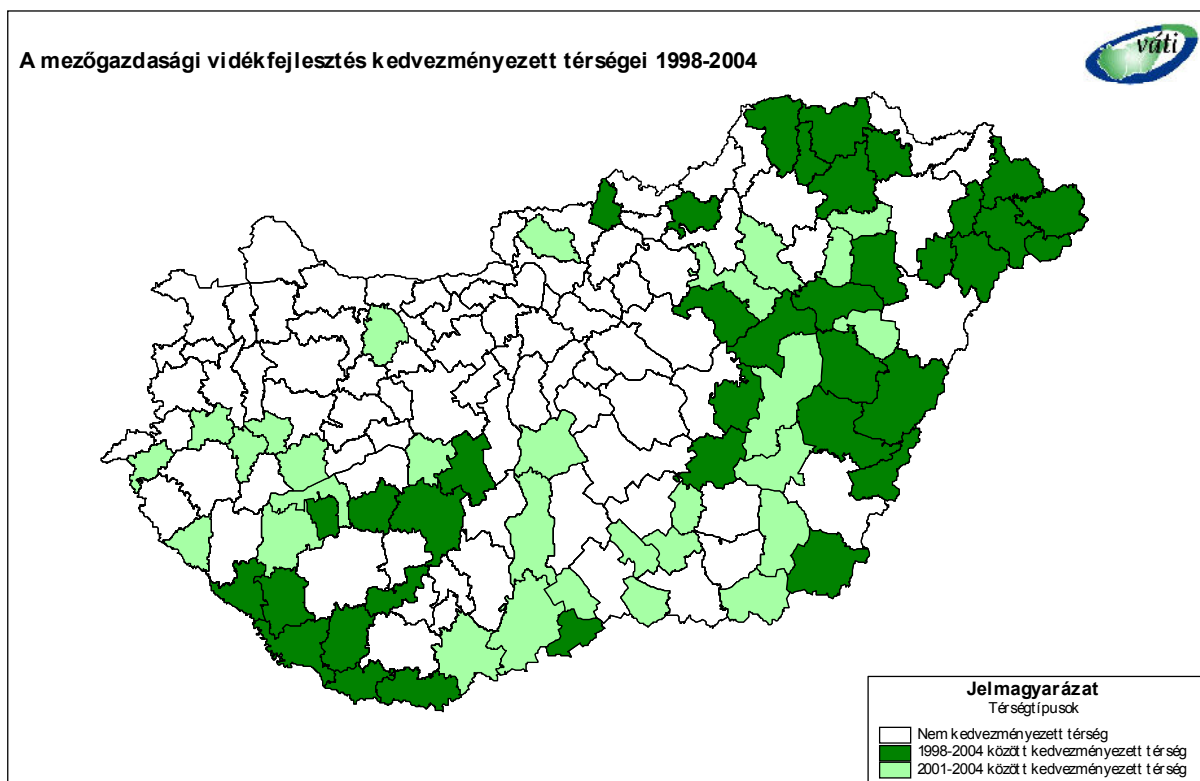 A mezőgazdasági vidékfejlesztés kedvezményezett térségei 1998-2004
váti
Jelmagyarázat
Térségtípusok
Nem kedvezményezett térség
1998-2004 között kedvezményezett térség
2001-2004 között kedvezményezett térség